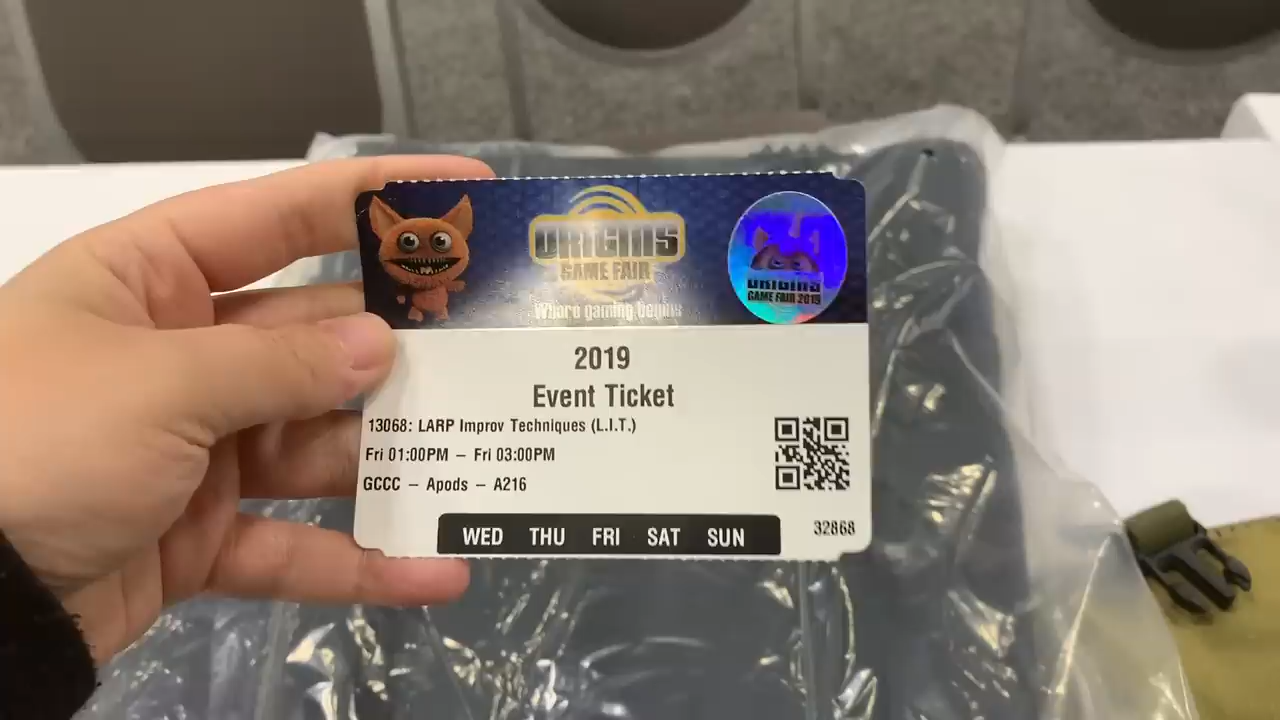 ORIGINS
GAME FAIR
Where gaming begins
ORIGINS
GAME FAIR 2019
2019
Event Ticket
13068: LARP Improv Techniques (L.I.T.)
Fri 01:00PM – Fri 03:00PM
GCCC – Apods – A216
WED THU FRI SAT SUN
32868